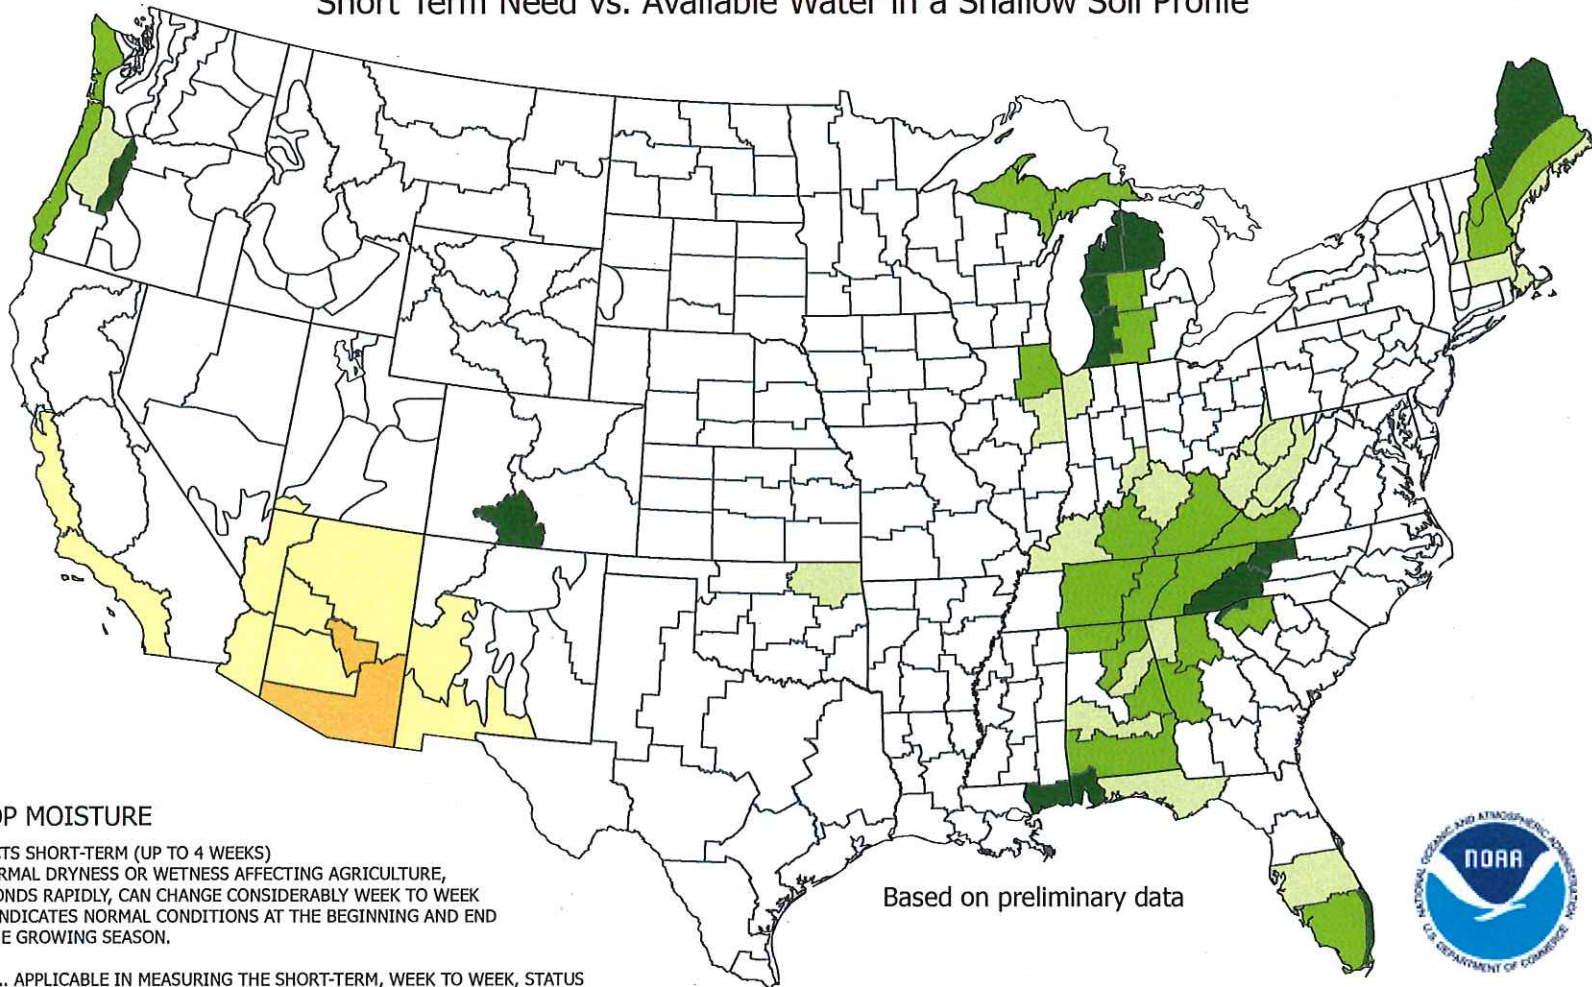 Short Term Need vs. Available Water in a Shallow Soil Profile
OP MOISTURE
CTS SHORT-TERM (UP TO 4 WEEKS)
RMAL DRYNESS OR WETNESS AFFECTING AGRICULTURE,
ONDS RAPIDLY, CAN CHANGE CONSIDERABLY WEEK TO WEEK
INDICATES NORMAL CONDITIONS AT THE BEGINNING AND END
E GROWING SEASON.
.. APPLICABLE IN MEASURING THE SHORT-TERM, WEEK TO WEEK, STATUS
Based on preliminary data
NATIONAL OCEANIC AND ATMOSPHERIC ADMINISTRATION
NOAA
U.S. DEPARTMENT OF COMMERCE